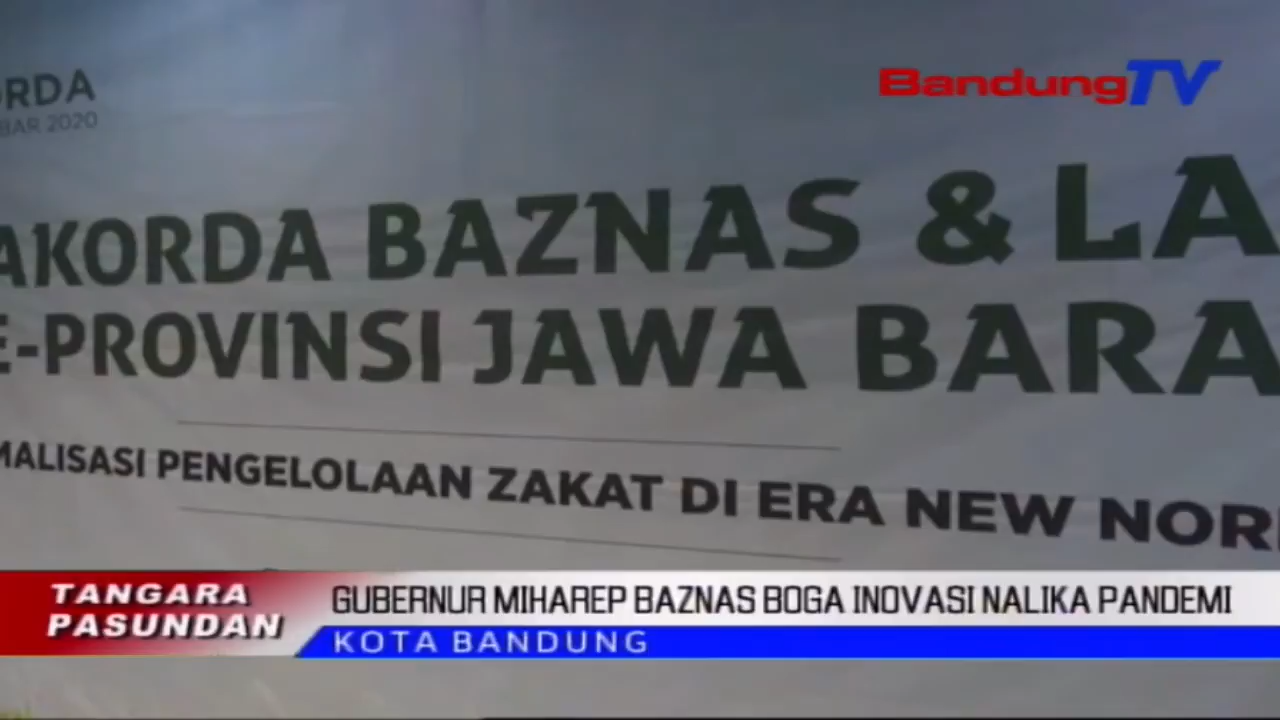 ORDA
BAR 2020
BandungTV
AKORDA BAZNAS & LA
E-PROVINSI JAWA BARA
MALISASI PENGELOLAAN ZAKAT DI ERA NEW NOR
TANGARA
PASUNDAN
GUBERNUR MIHAREP BAZNAS BOGA INOVASI NALIKA PANDEMI
KOTA BANDUNG